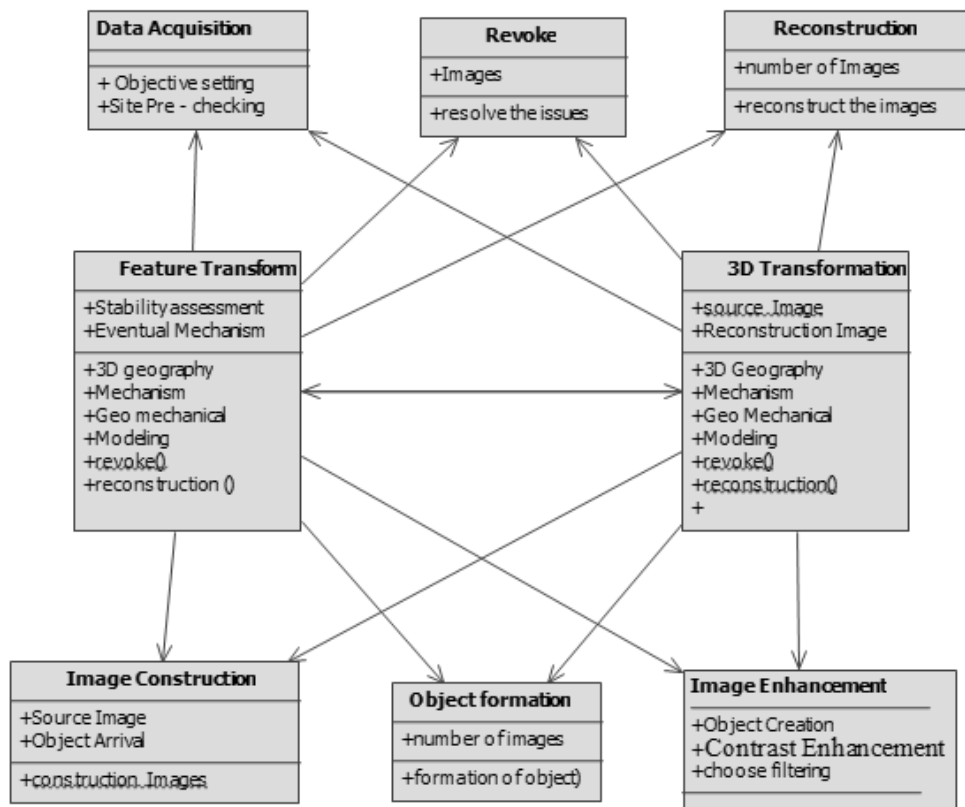 Data Acquisition
+ Objective setting
+Site Pre - checking
Revoke
+Images
+resolve the issues
Reconstruction
+number of Images
+reconstruct the images
Feature Transform
+Stability assessment
+Eventual Mechanism
+3D geography
+Mechanism
+Geo mechanical
+Modeling
+revoke()
+reconstruction ()
3D Transformation
+source Image
+Reconstruction Image
+3D Geography
+Mechanism
+Geo Mechanical
+Modeling
+revoke()
+reconstruction()
+
Image Construction
+Source Image
+Object Arrival
+construction Images
Object formation
+number of images
+formation of object)
Image Enhancement
+Object Creation
+Contrast Enhancement
+choose filtering